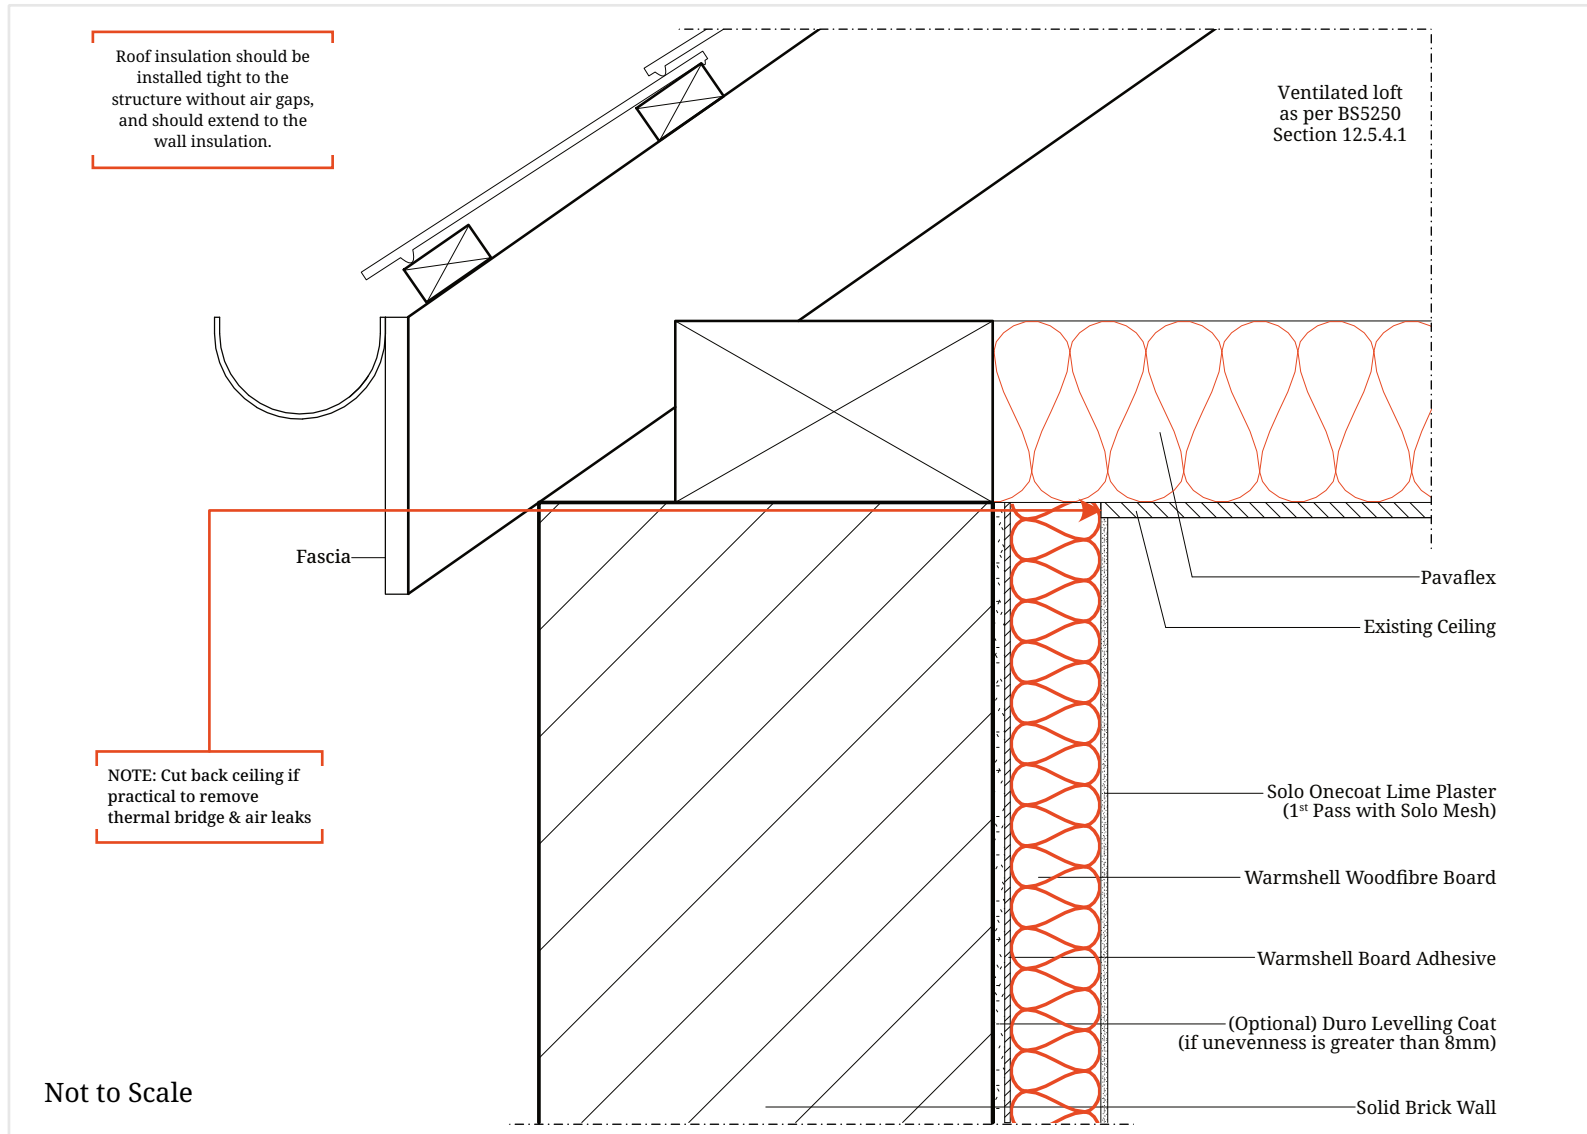 Roof insulation should be
installed tight to the
structure without air gaps,
and should extend to the
wall insulation.
Ventilated loft
as per BS5250
Section 12.5.4.1
Fascia
Pavaflex
Existing Ceiling
NOTE: Cut back ceiling if
practical to remove
thermal bridge & air leaks
Solo Onecoat Lime Plaster
(1st Pass with Solo Mesh)
Warmshell Woodfibre Board
Warmshell Board Adhesive
(Optional) Duro Levelling Coat
(if unevenness is greater than 8mm)
Not to Scale
Solid Brick Wall